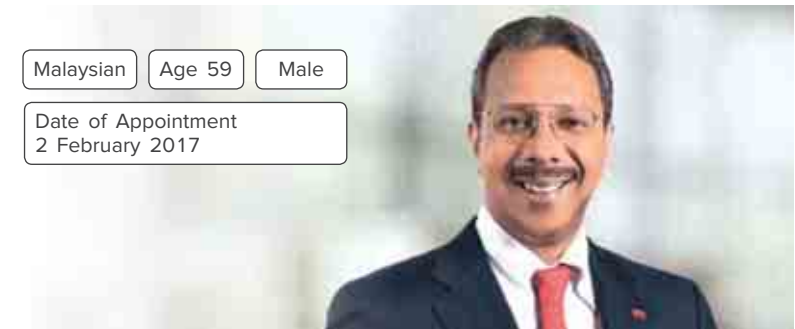 Malaysian
Age 59
Male
Date of Appointment
2 February 2017